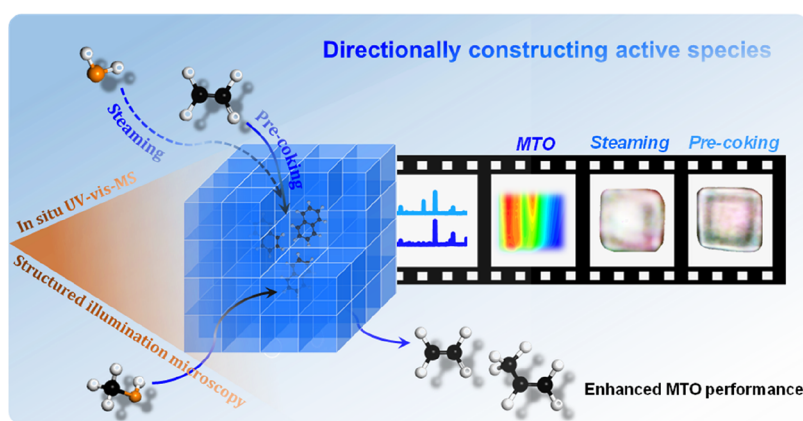 Directionally constructing active species
Steaming
Pre-coking
MTO
Steaming
Pre-coking
In situ UV-vis-MS
Structured illumination microscopy
Enhanced MTO performance